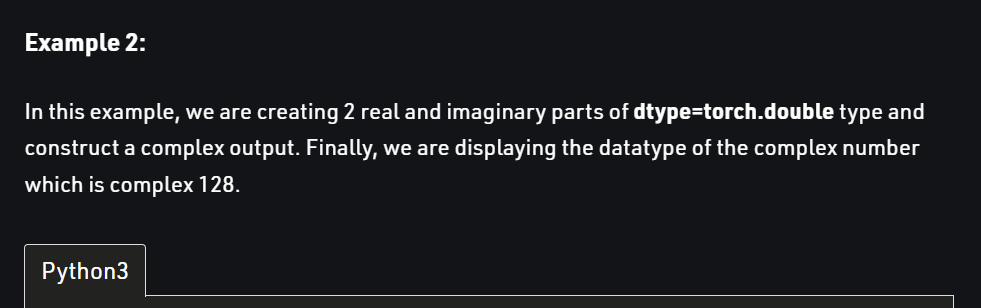 Example 2:
In this example, we are creating 2 real and imaginary parts of dtype=torch.double type and
construct a complex output. Finally, we are displaying the datatype of the complex number
which is complex 128.
Python3